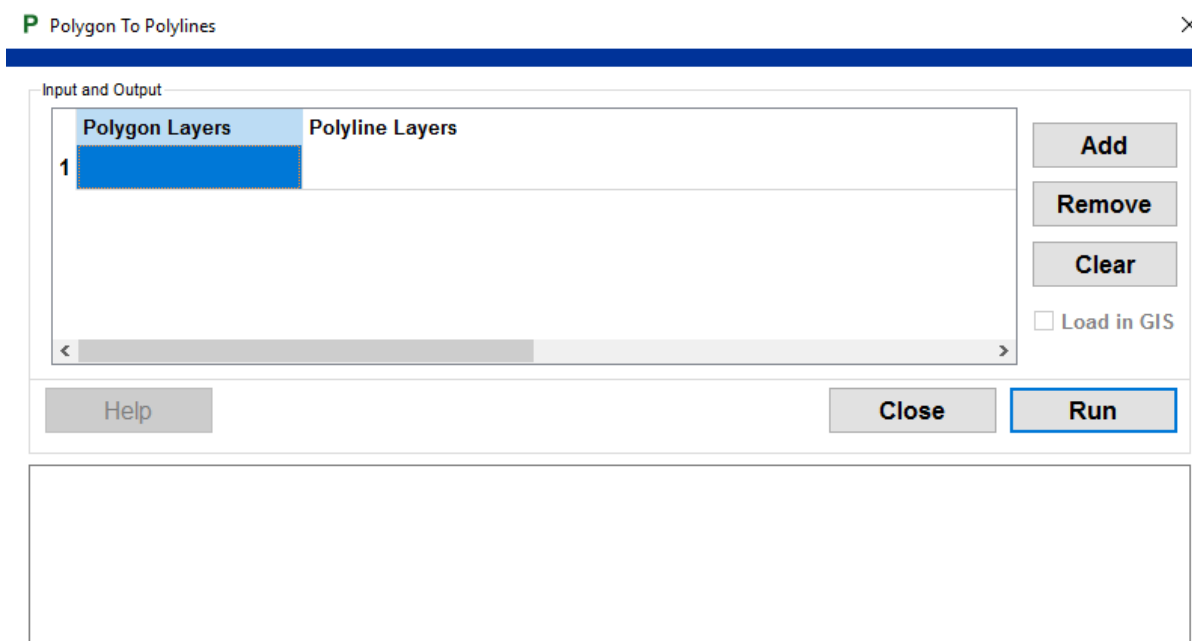 P Polygon To Polylines
Input and Output
Polygon Layers Polyline Layers
1
Add
Remove
Clear
Load in GIS
Help Close Run